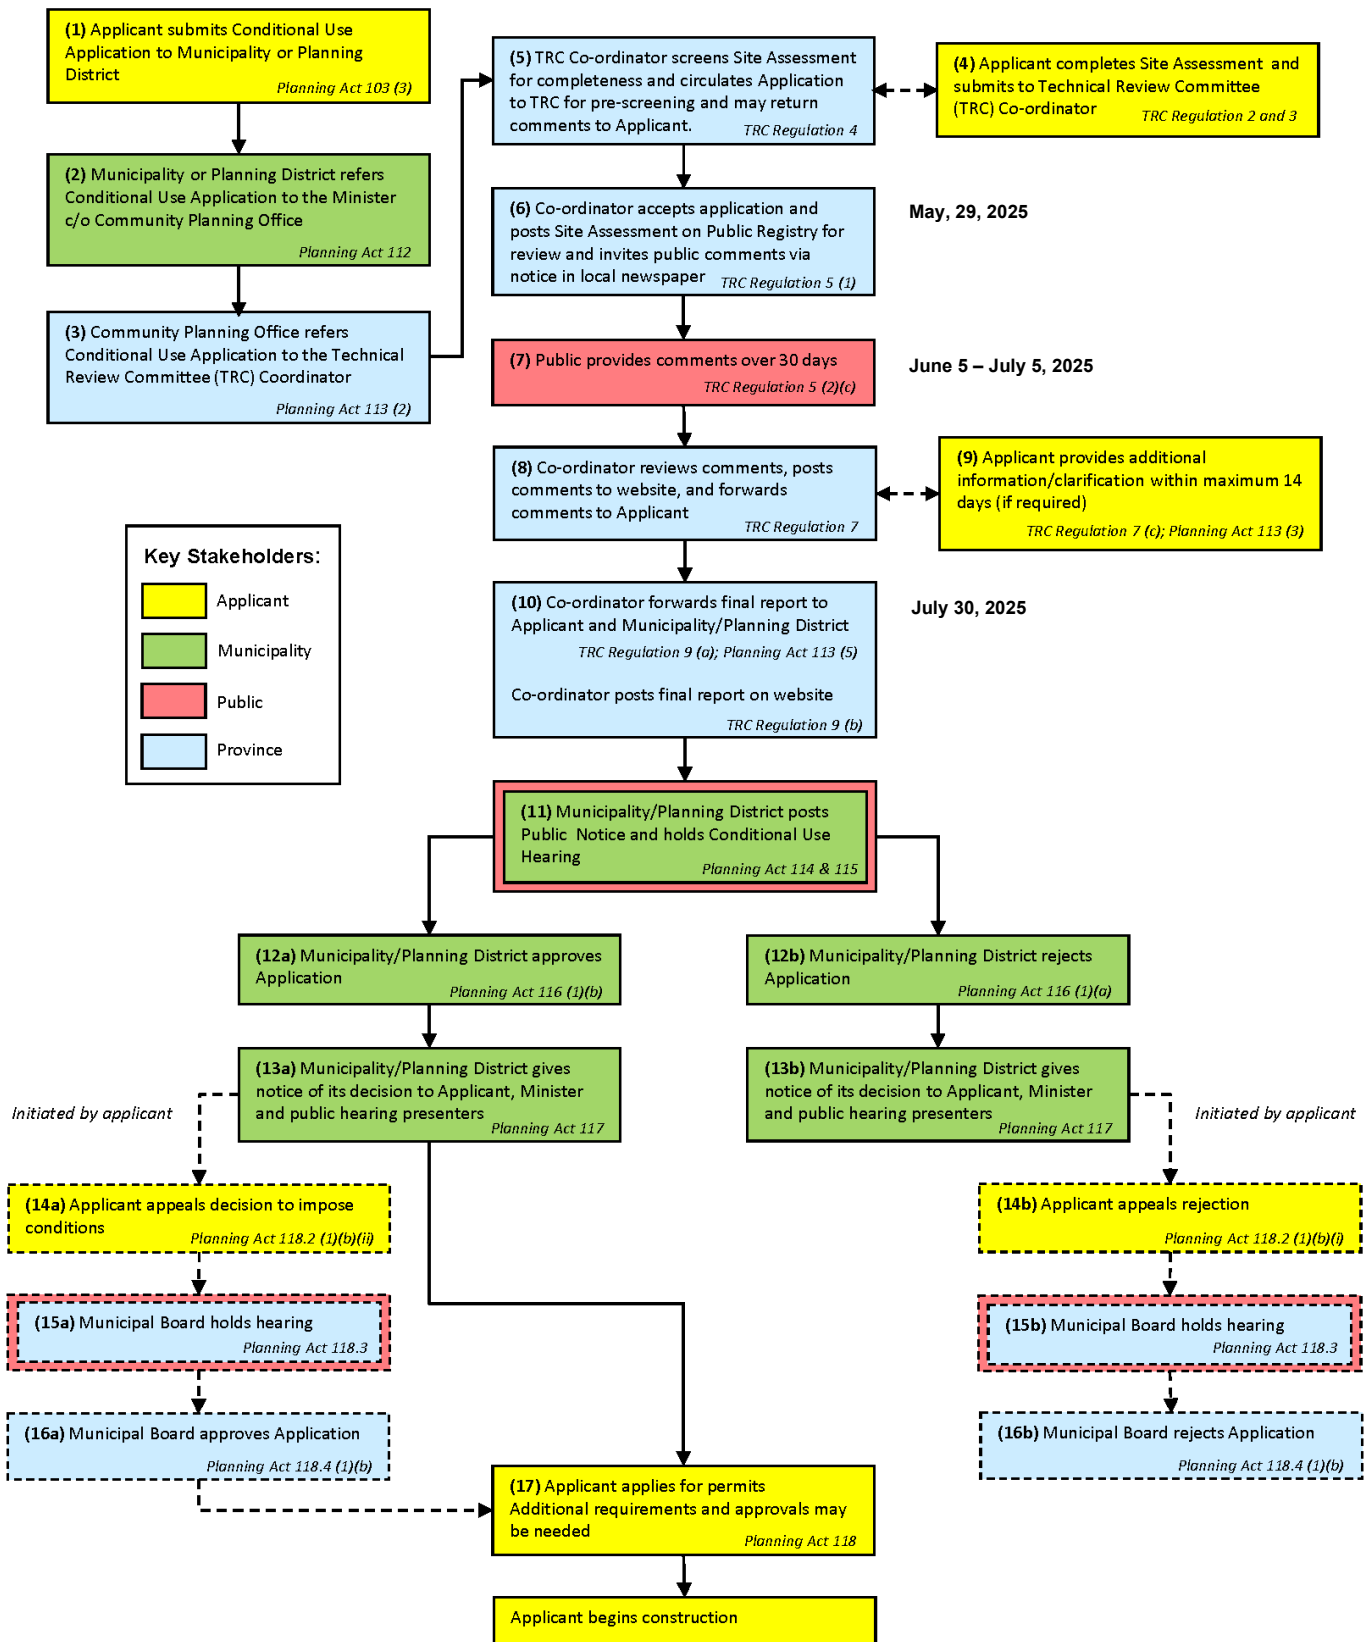 (1) Applicant submits Conditional Use
Application to Municipality or Planning
District
Planning Act 103 (3)
(2) Municipality or Planning District refers
Conditional Use Application to the Minister
c/o Community Planning Office
Planning Act 112
(3) Community Planning Office refers
Conditional Use Application to the Technical
Review Committee (TRC) Coordinator
Planning Act 113 (2)
(4) Applicant completes Site Assessment and
submits to Technical Review Committee
(TRC) Co-ordinator
TRC Regulation 2 and 3
(5) TRC Co-ordinator screens Site Assessment
for completeness and circulates Application
to TRC for pre-screening and may return
comments to Applicant.
TRC Regulation 4
(6) Co-ordinator accepts application and
posts Site Assessment on Public Registry for
review and invites public comments via
notice in local newspaper
TRC Regulation 5 (1)
May, 29, 2025
(7) Public provides comments over 30 days
TRC Regulation 5 (2)(c)
June 5 – July 5, 2025
(8) Co-ordinator reviews comments, posts
comments to website, and forwards
comments to Applicant
TRC Regulation 7
(9) Applicant provides additional
information/clarification within maximum 14
days (if required)
TRC Regulation 7 (c); Planning Act 113 (3)
Key Stakeholders:
Applicant
Municipality
Public
Province
(10) Co-ordinator forwards final report to
Applicant and Municipality/Planning District
TRC Regulation 9 (a); Planning Act 113 (5)
Co-ordinator posts final report on website
TRC Regulation 9 (b)
July 30, 2025
(11) Municipality/Planning District posts
Public Notice and holds Conditional Use
Hearing
Planning Act 114 & 115
(12a) Municipality/Planning District approves
Application
Planning Act 116 (1)(b)
(12b) Municipality/Planning District rejects
Application
Planning Act 116 (1)(a)
(13a) Municipality/Planning District gives
notice of its decision to Applicant, Minister
and public hearing presenters
Planning Act 117
(13b) Municipality/Planning District gives
notice of its decision to Applicant, Minister
and public hearing presenters
Planning Act 117
Initiated by applicant
Initiated by applicant
(14a) Applicant appeals decision to impose
conditions
Planning Act 118.2 (1)(b)(ii)
(14b) Applicant appeals rejection
Planning Act 118.2 (1)(b)(i)
(15a) Municipal Board holds hearing
Planning Act 118.3
(15b) Municipal Board holds hearing
Planning Act 118.3
(16a) Municipal Board approves Application
Planning Act 118.4 (1)(b)
(16b) Municipal Board rejects Application
Planning Act 118.4 (1)(b)
(17) Applicant applies for permits
Additional requirements and approvals may
be needed
Planning Act 118
Applicant begins construction